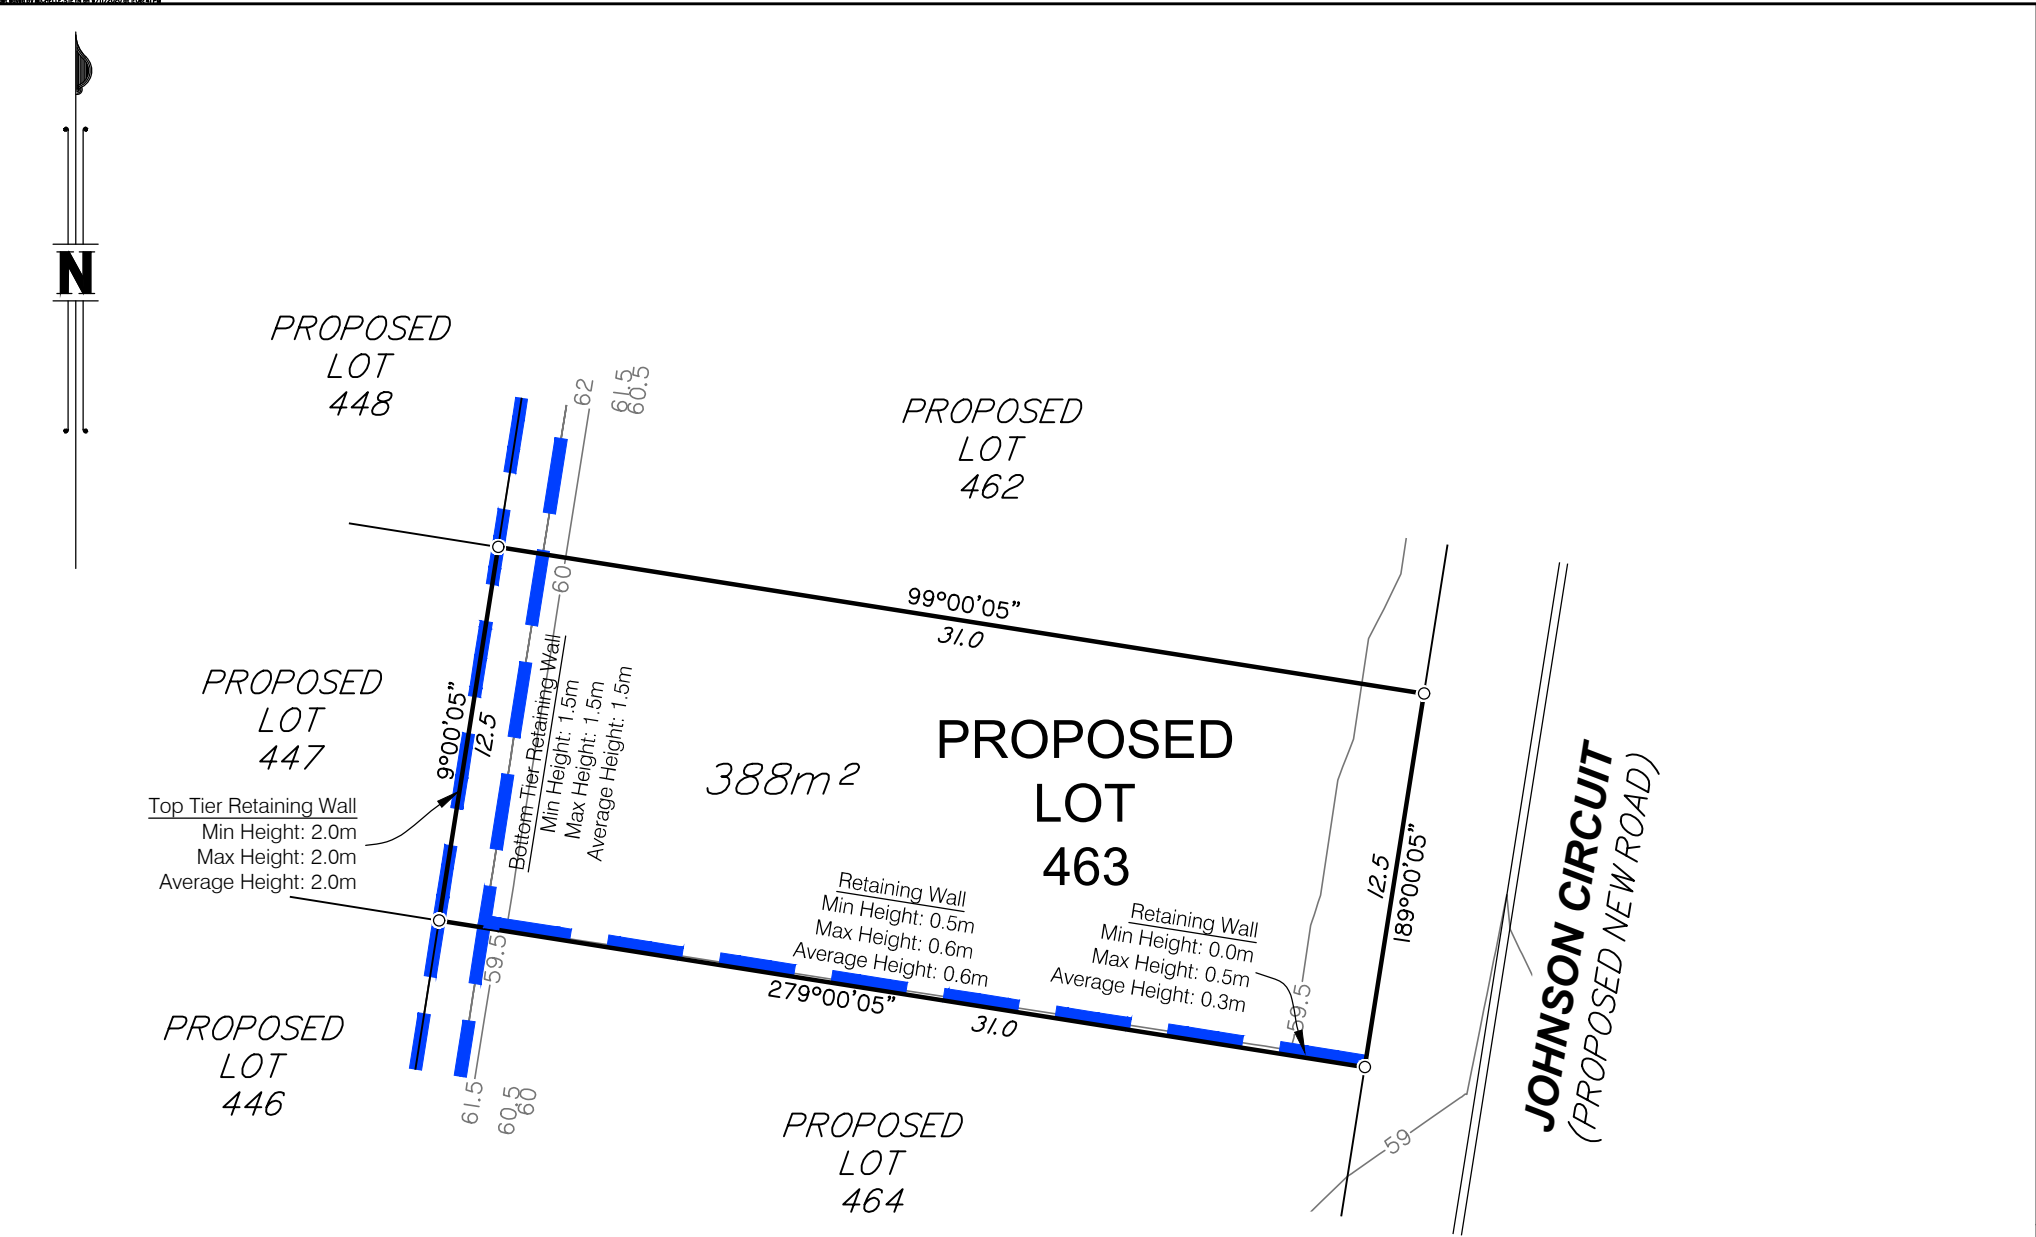 N
PROPOSED
LOT
448
62
61.5
60.5
PROPOSED
LOT
462
60
99°00'05"
31.0
PROPOSED
LOT
447
9°00'05"
12.5
Bottom Tier Retaining Wall
Min Height: 1.5m
Max Height: 1.5m
Average Height: 1.5m
388m²
PROPOSED
LOT
463
Top Tier Retaining Wall
Min Height: 2.0m
Max Height: 2.0m
Average Height: 2.0m
Retaining Wall
Min Height: 0.5m
Max Height: 0.6m
Average Height: 0.6m
Retaining Wall
Min Height: 0.0m
Max Height: 0.5m
Average Height: 0.3m
12.5
189°00'05"
JOHNSON CIRCUIT
(PROPOSED NEW ROAD)
59.5
59.5
279°00'05"
31.0
PROPOSED
LOT
446
61.5
60.5
60
PROPOSED
LOT
464
59